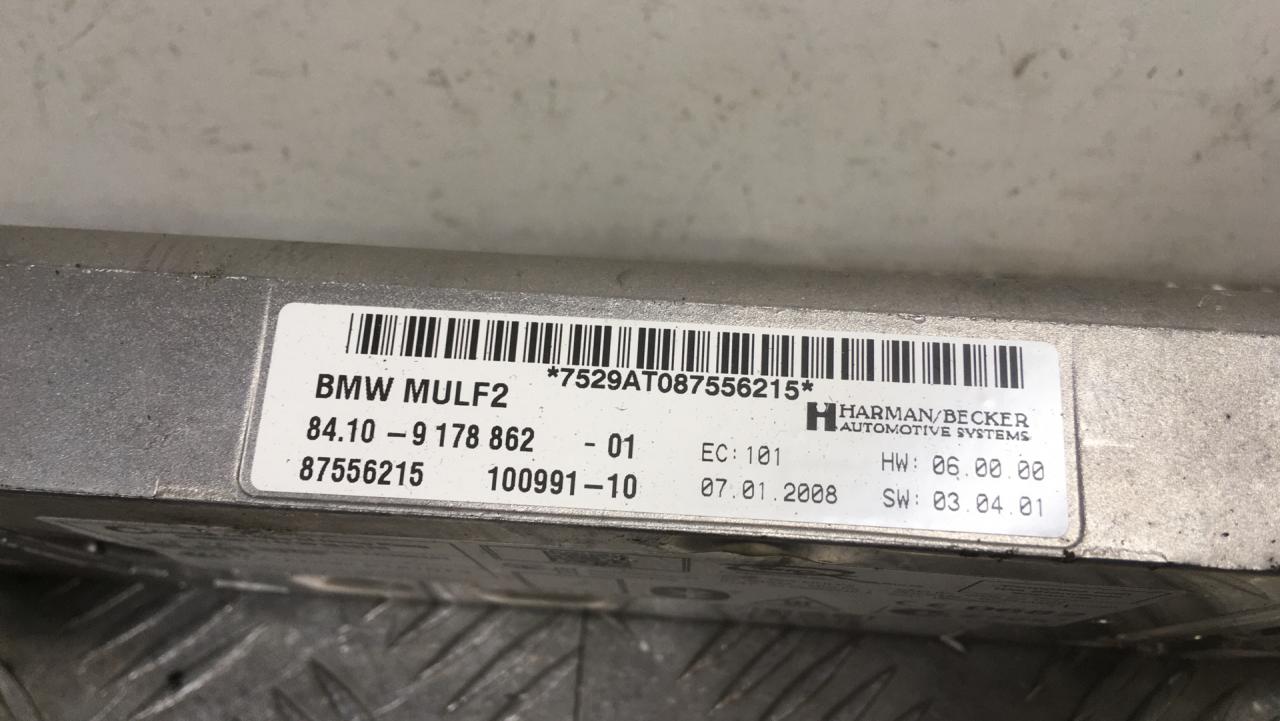 *7529AT087556215*
BMW MULF2
HARMAN/BECKER
AUTOMOTIVE SYSTEMS
84.10 - 9 178 862 - 01
EC: 101
HW: 06.00.00
87556215 100991-10
07.01.2008
SW: 03.04.01